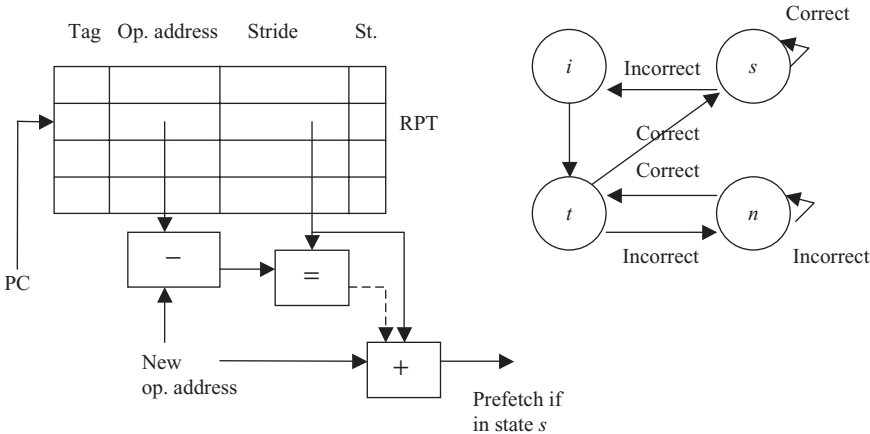 Tag Op. address Stride St.
RPT
PC
−
=
New
op. address
+
Prefetch if
in state s
i
Incorrect
s
Correct
Correct
Correct
t
n
Incorrect
Incorrect